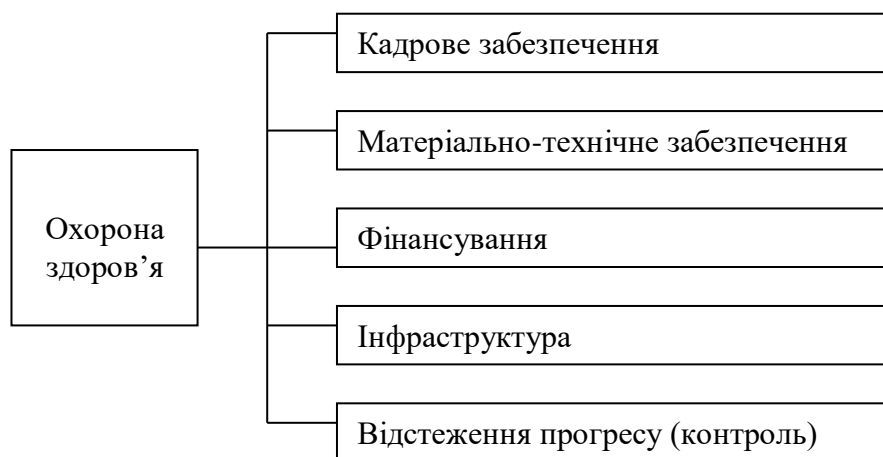 Кадрове забезпечення
Матеріально-технічне забезпечення
Охорона
здоров’я
Фінансування
Інфраструктура
Відстеження прогресу (контроль)